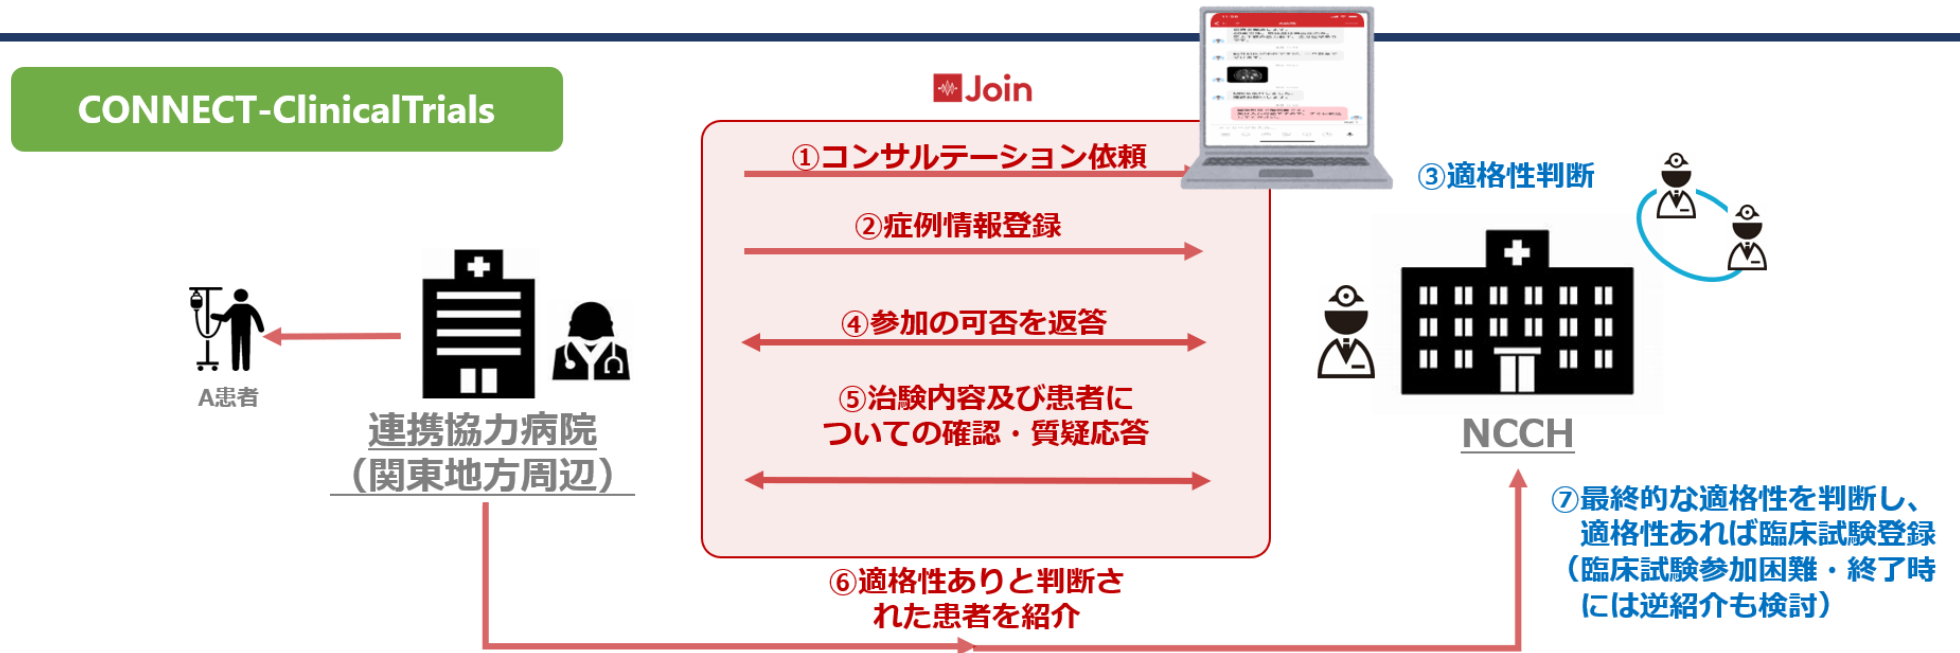 CONNECT-ClinicalTrials
Join
①コンサルテーション依頼
②症例情報登録
③適格性判断
④参加の可否を返答
⑤治験内容及び患者に
ついての確認・質疑応答
A患者
連携協力病院
（関東地方周辺）
NCCH
⑥適格性ありと判断さ
れた患者を紹介
⑦最終的な適格性を判断し、
適格性あれば臨床試験登録
（臨床試験参加困難・終了時
には逆紹介も検討）